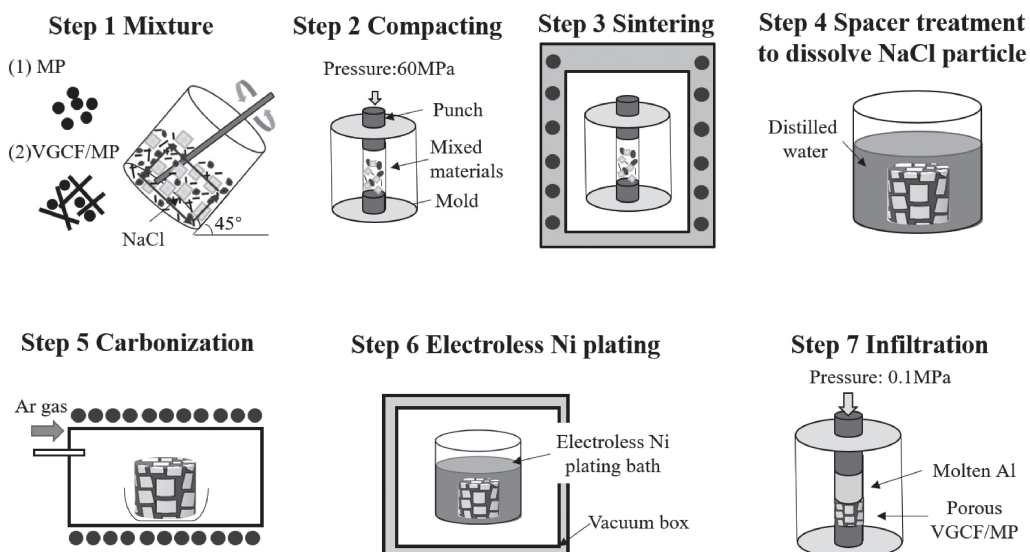 Step 1 Mixture
(1) MP
(2)VGCF/MP
NaCl
45°
Step 2 Compacting
Pressure:60MPa
Punch
Mixed
materials
Mold
Step 3 Sintering
Step 4 Spacer treatment
to dissolve NaCl particle
Distilled
water
Step 5 Carbonization
Ar gas
Step 6 Electroless Ni plating
Electroless Ni
plating bath
Vacuum box
Step 7 Infiltration
Pressure: 0.1MPa
Molten Al
Porous
VGCF/MP